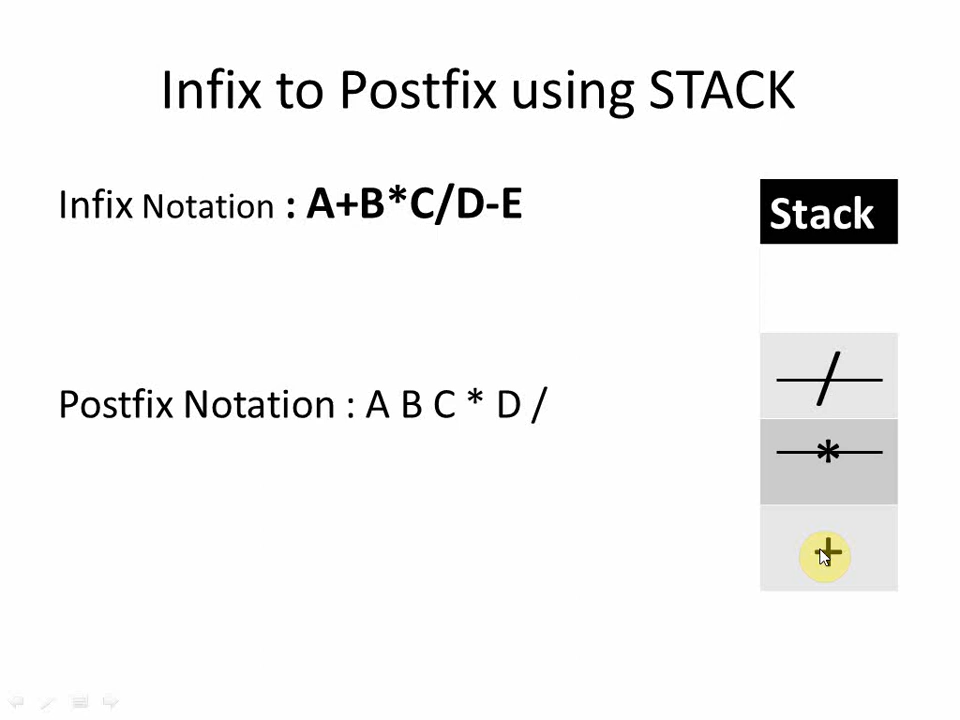 Infix to Postfix using STACK
Infix Notation : A+B*C/D-E
Stack
/
Postfix Notation : A B C * D /
*
+